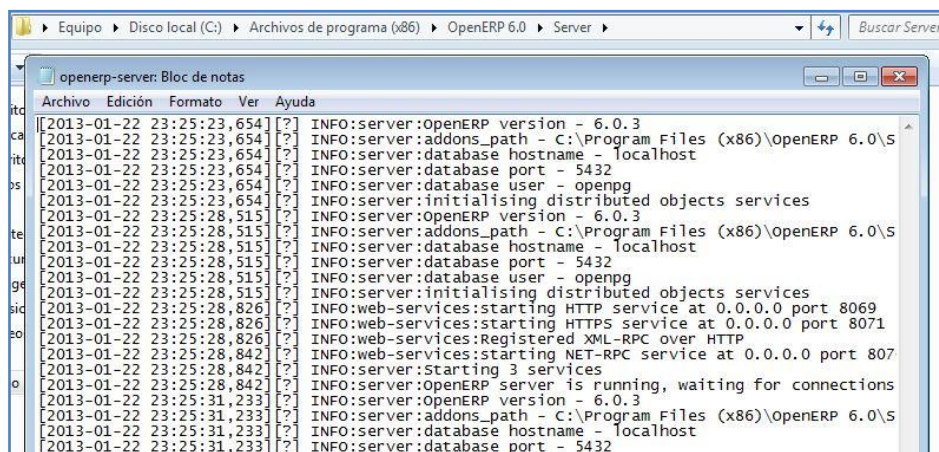 Equipo ▸ Disco local (C:) ▸ Archivos de programa (x86) ▸ OpenERP 6.0 ▸ Server ▸
Buscar Server
openerp-server: Bloc de notas
Archivo Edición Formato Ver Ayuda
[2013-01-22 23:25:23,654][?] INFO:server:OpenERP version - 6.0.3
[2013-01-22 23:25:23,654][?] INFO:server:addons_path - C:\Program Files (x86)\OpenERP 6.0\S
[2013-01-22 23:25:23,654][?] INFO:server:database hostname - localhost
[2013-01-22 23:25:23,654][?] INFO:server:database port - 5432
[2013-01-22 23:25:23,654][?] INFO:server:database user - openpg
[2013-01-22 23:25:23,654][?] INFO:server:initialising distributed objects services
[2013-01-22 23:25:28,515][?] INFO:server:OpenERP version - 6.0.3
[2013-01-22 23:25:28,515][?] INFO:server:addons_path - C:\Program Files (x86)\OpenERP 6.0\S
[2013-01-22 23:25:28,515][?] INFO:server:database hostname - localhost
[2013-01-22 23:25:28,515][?] INFO:server:database port - 5432
[2013-01-22 23:25:28,515][?] INFO:server:database user - openpg
[2013-01-22 23:25:28,515][?] INFO:server:initialising distributed objects services
[2013-01-22 23:25:28,826][?] INFO:web-services:starting HTTP service at 0.0.0.0 port 8069
[2013-01-22 23:25:28,826][?] INFO:web-services:starting HTTPS service at 0.0.0.0 port 8071
[2013-01-22 23:25:28,826][?] INFO:web-services:Registered XML-RPC over HTTP
[2013-01-22 23:25:28,842][?] INFO:web-services:starting NET-RPC service at 0.0.0.0 port 807
[2013-01-22 23:25:28,842][?] INFO:server:Starting 3 services
[2013-01-22 23:25:28,842][?] INFO:server:OpenERP server is running, waiting for connections
[2013-01-22 23:25:31,233][?] INFO:server:OpenERP version - 6.0.3
[2013-01-22 23:25:31,233][?] INFO:server:addons_path - C:\Program Files (x86)\OpenERP 6.0\S
[2013-01-22 23:25:31,233][?] INFO:server:database hostname - localhost
[2013-01-22 23:25:31,233][?] INFO:server:database port - 5432